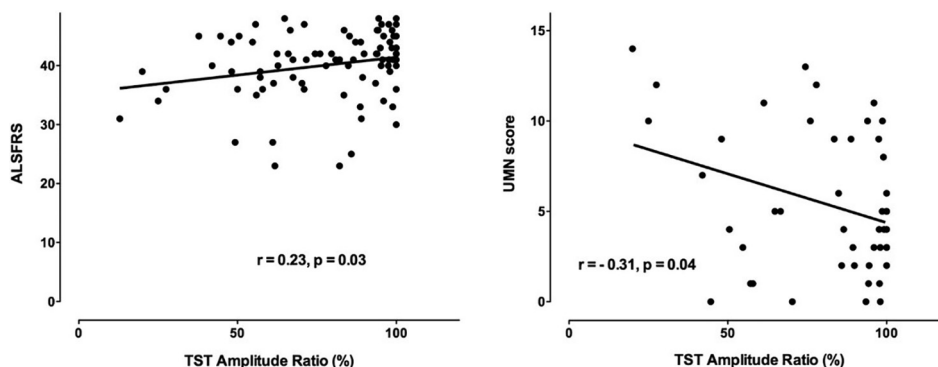 40
30
20
10
0
ALSFRS
r = 0.23, p = 0.03
0
50
100
TST Amplitude Ratio (%)
15
10
5
0
UMN score
r = - 0.31, p = 0.04
0
50
100
TST Amplitude Ratio (%)